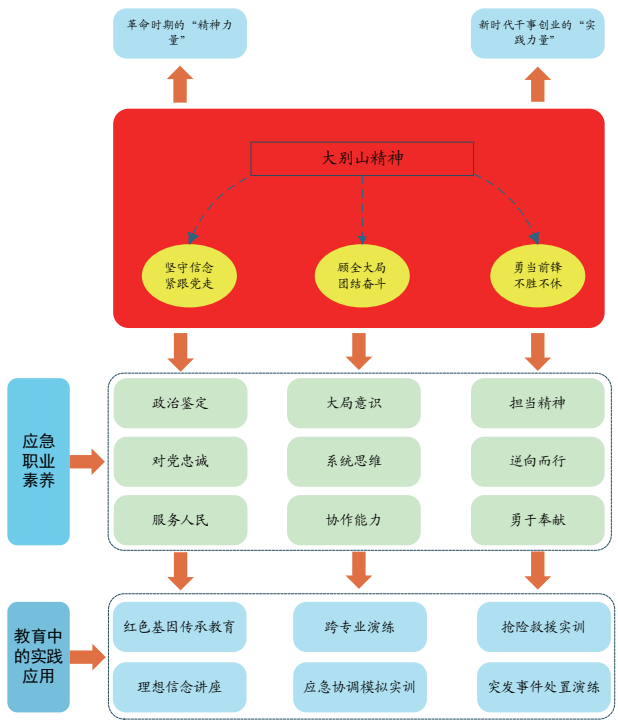 革命时期的“精神力
量”
新时代干事创业的“实
践力量”
大别山精神
坚守信念
紧跟党走
顾全大局
团结奋斗
勇当前锋
不胜不休
应急
职业
素养
政治鉴定
大局意识
担当精神
对党忠诚
系统思维
逆向而行
服务人民
协作能力
勇于奉献
教育中
的实践
应用
红色基因传承教育
跨专业演练
抢险救援实训
理想信念讲座
应急协调模拟实训
突发事件处置演练